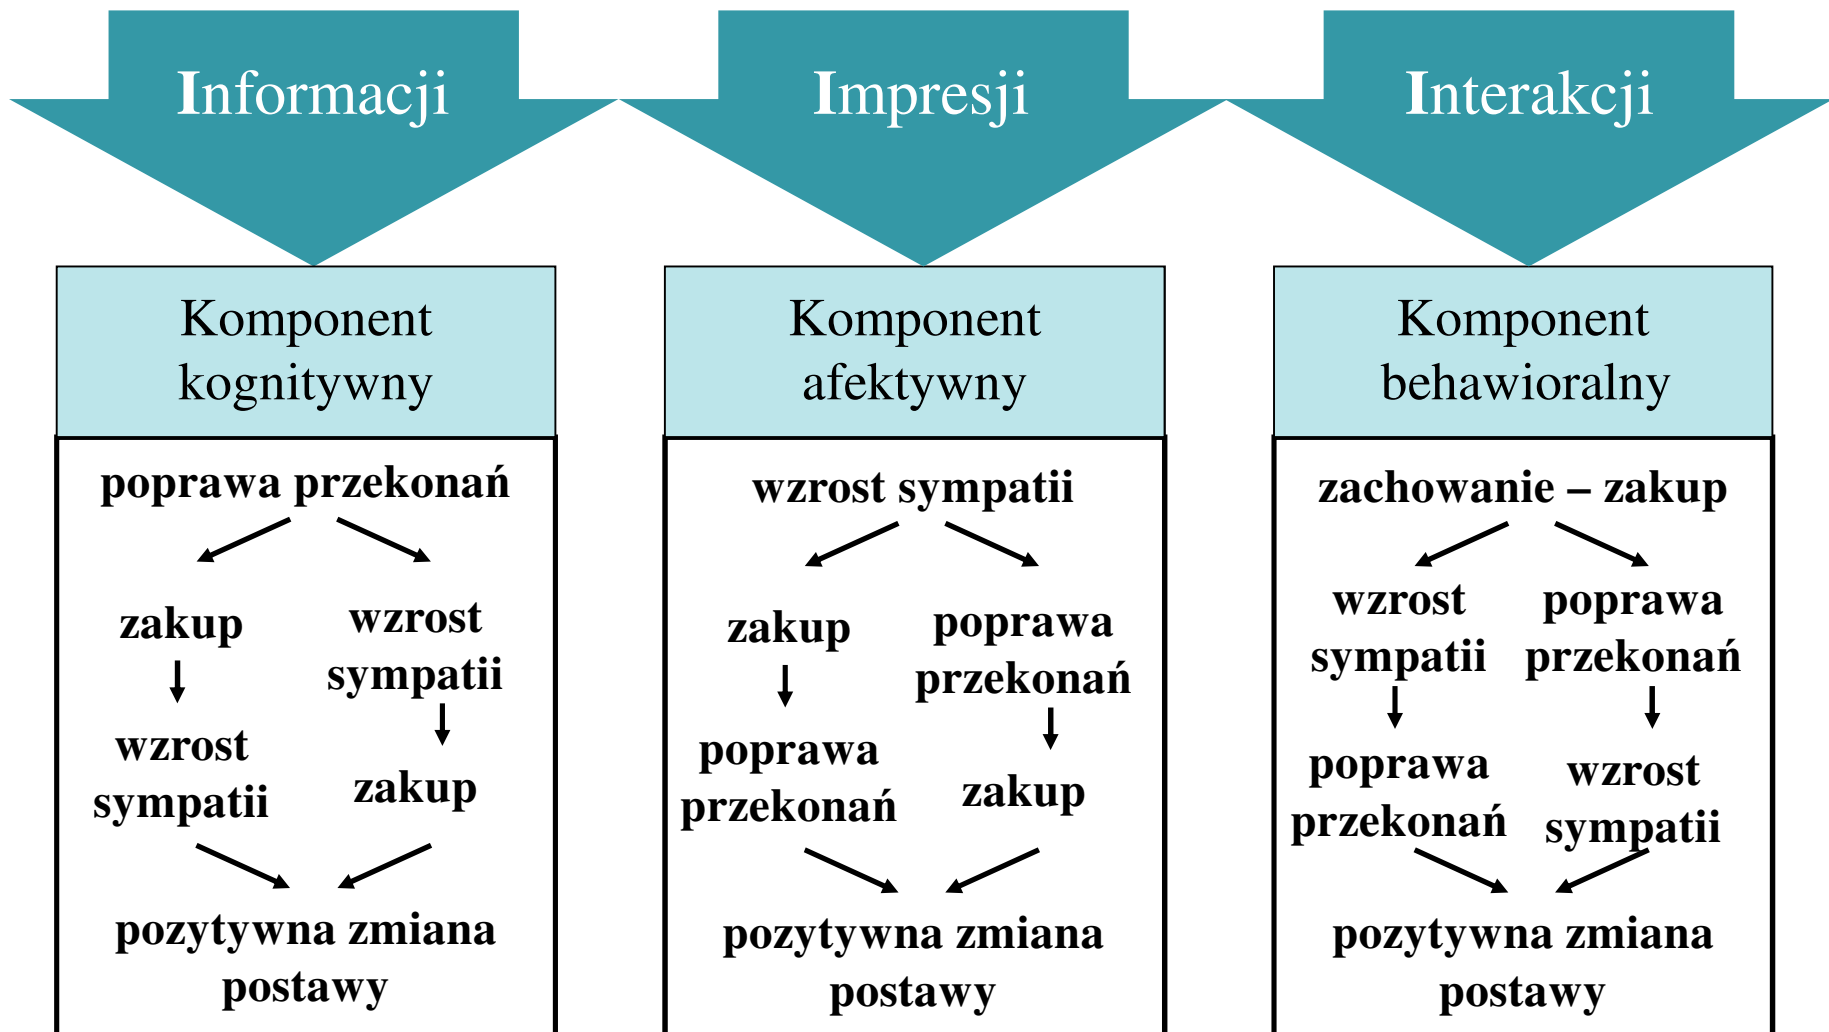 Informacji
Impresji
Interakcji
Komponent
kognitywny
Komponent
afektywny
Komponent
behawioralny
poprawa przekonań
zakup
wzrost
sympatii
wzrost
sympatii
zakup
pozytywna zmiana
postawy
wzrost sympatii
zakup
poprawa
przekonań
poprawa
przekonań
zakup
pozytywna zmiana
postawy
zachowanie – zakup
wzrost
sympatii
poprawa
przekonań
poprawa
przekonań
wzrost
sympatii
pozytywna zmiana
postawy